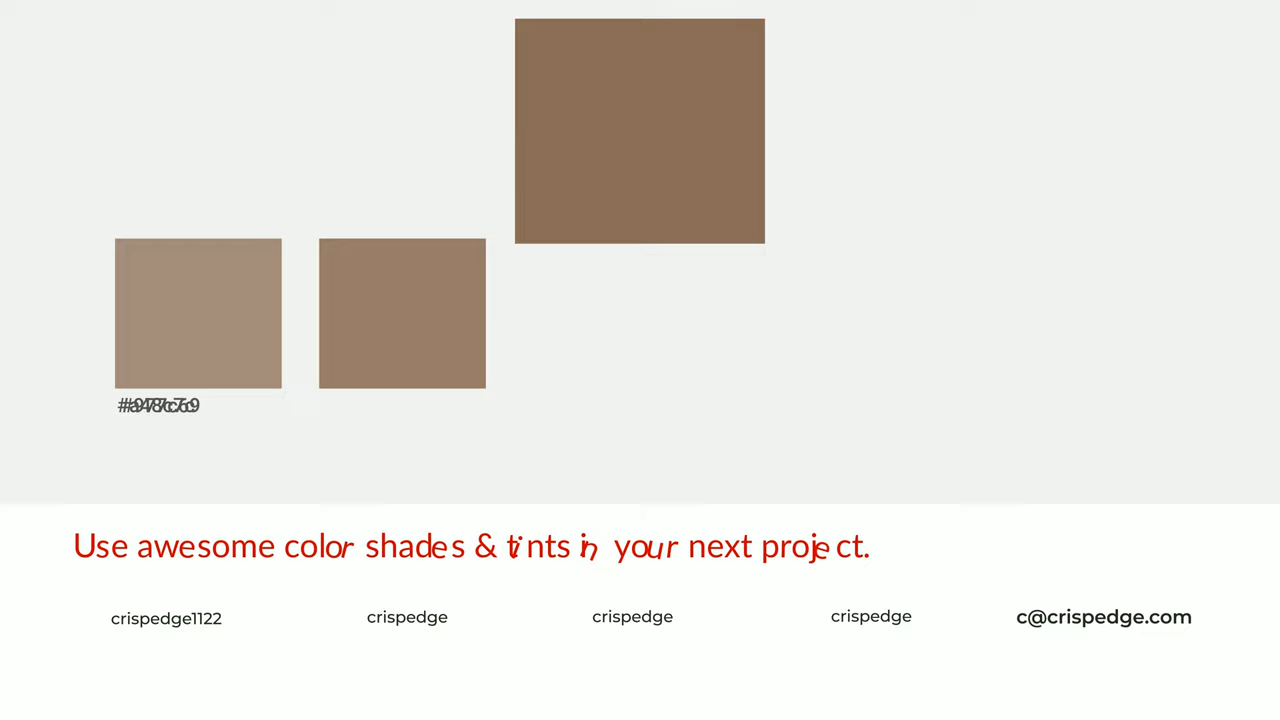 Use awesome color shades & tints in your next project.
crispedge1122 crispedge crispedge crispedge c@crispedge.com